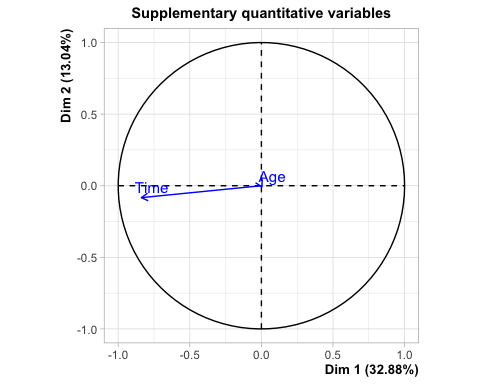 Supplementary quantitative variables
Dim 2 (13.04%)
1.0
0.5
0.0
-0.5
-1.0
Time
Age
-1.0
-0.5
0.0
0.5
1.0
Dim 1 (32.88%)